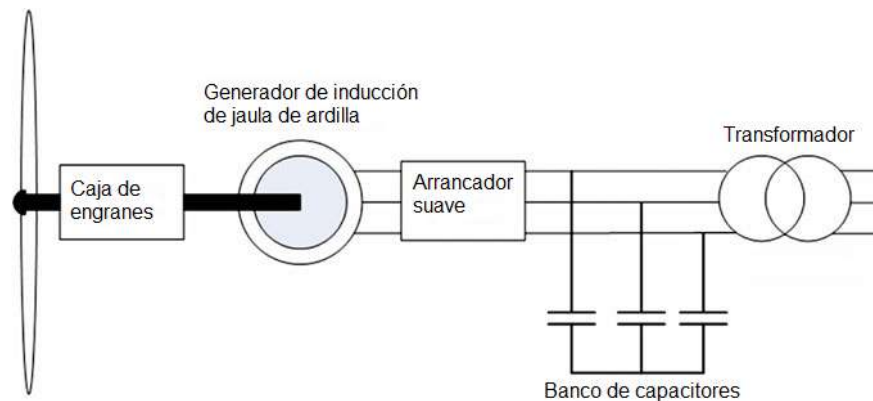 Generador de inducción
de jaula de ardilla
Transformador
Caja de
engranes
Arrancador
suave
Banco de capacitores